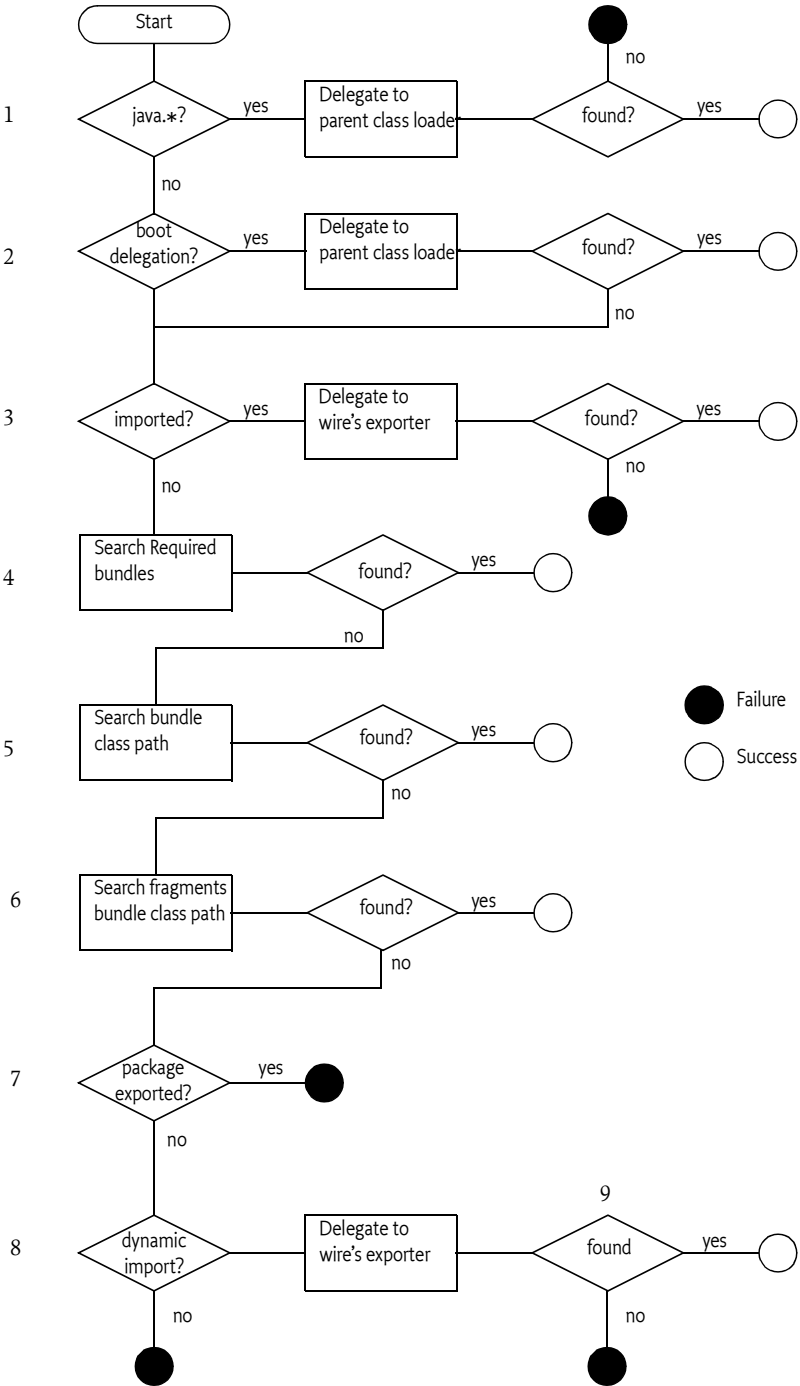 Start
no
1
java.*?
yes
Delegate to
parent class loader
found?
yes
no
2
boot
delegation?
yes
Delegate to
parent class loader
found?
yes
no
3
imported?
yes
Delegate to
wire's exporter
found?
yes
no
no
4
Search Required
bundles
found?
yes
no
5
Search bundle
class path
found?
yes
no
Failure
Success
6
Search fragments
bundle class path
found?
yes
no
7
package
exported?
yes
no
9
8
dynamic
import?
Delegate to
wire's exporter
found
yes
no
no